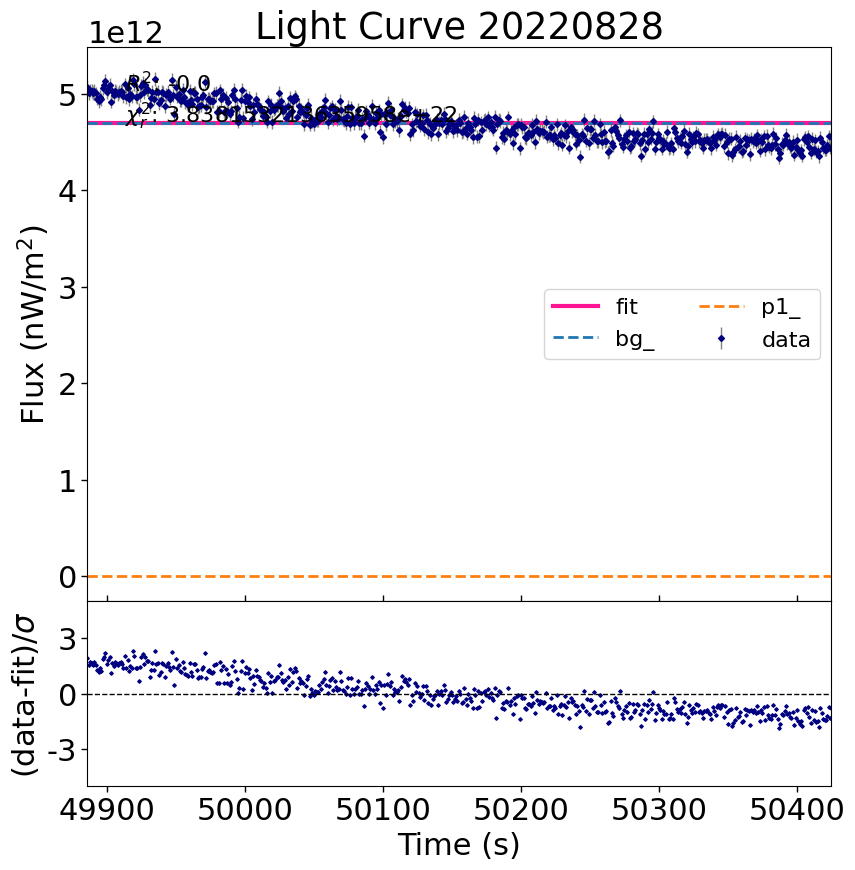 Light Curve 20220828
1e12
R²: -0.0
5
4
3
2
1
0
Flux (nW/m²)
fit
bg_
p1_
data
3
0
-3
(data-fit)/σ
49900 50000 50100 50200 50300 50400
Time (s)